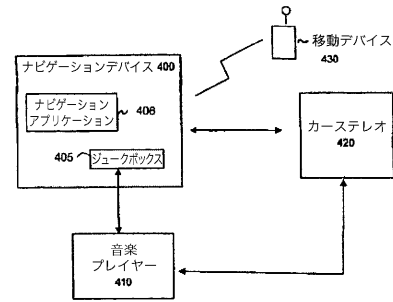 ナビゲーションデバイス 400
ナビゲーション
アプリケーション
406
405
ジュークボックス
移動デバイス
430
カーステレオ
420
音楽
プレイヤー
410